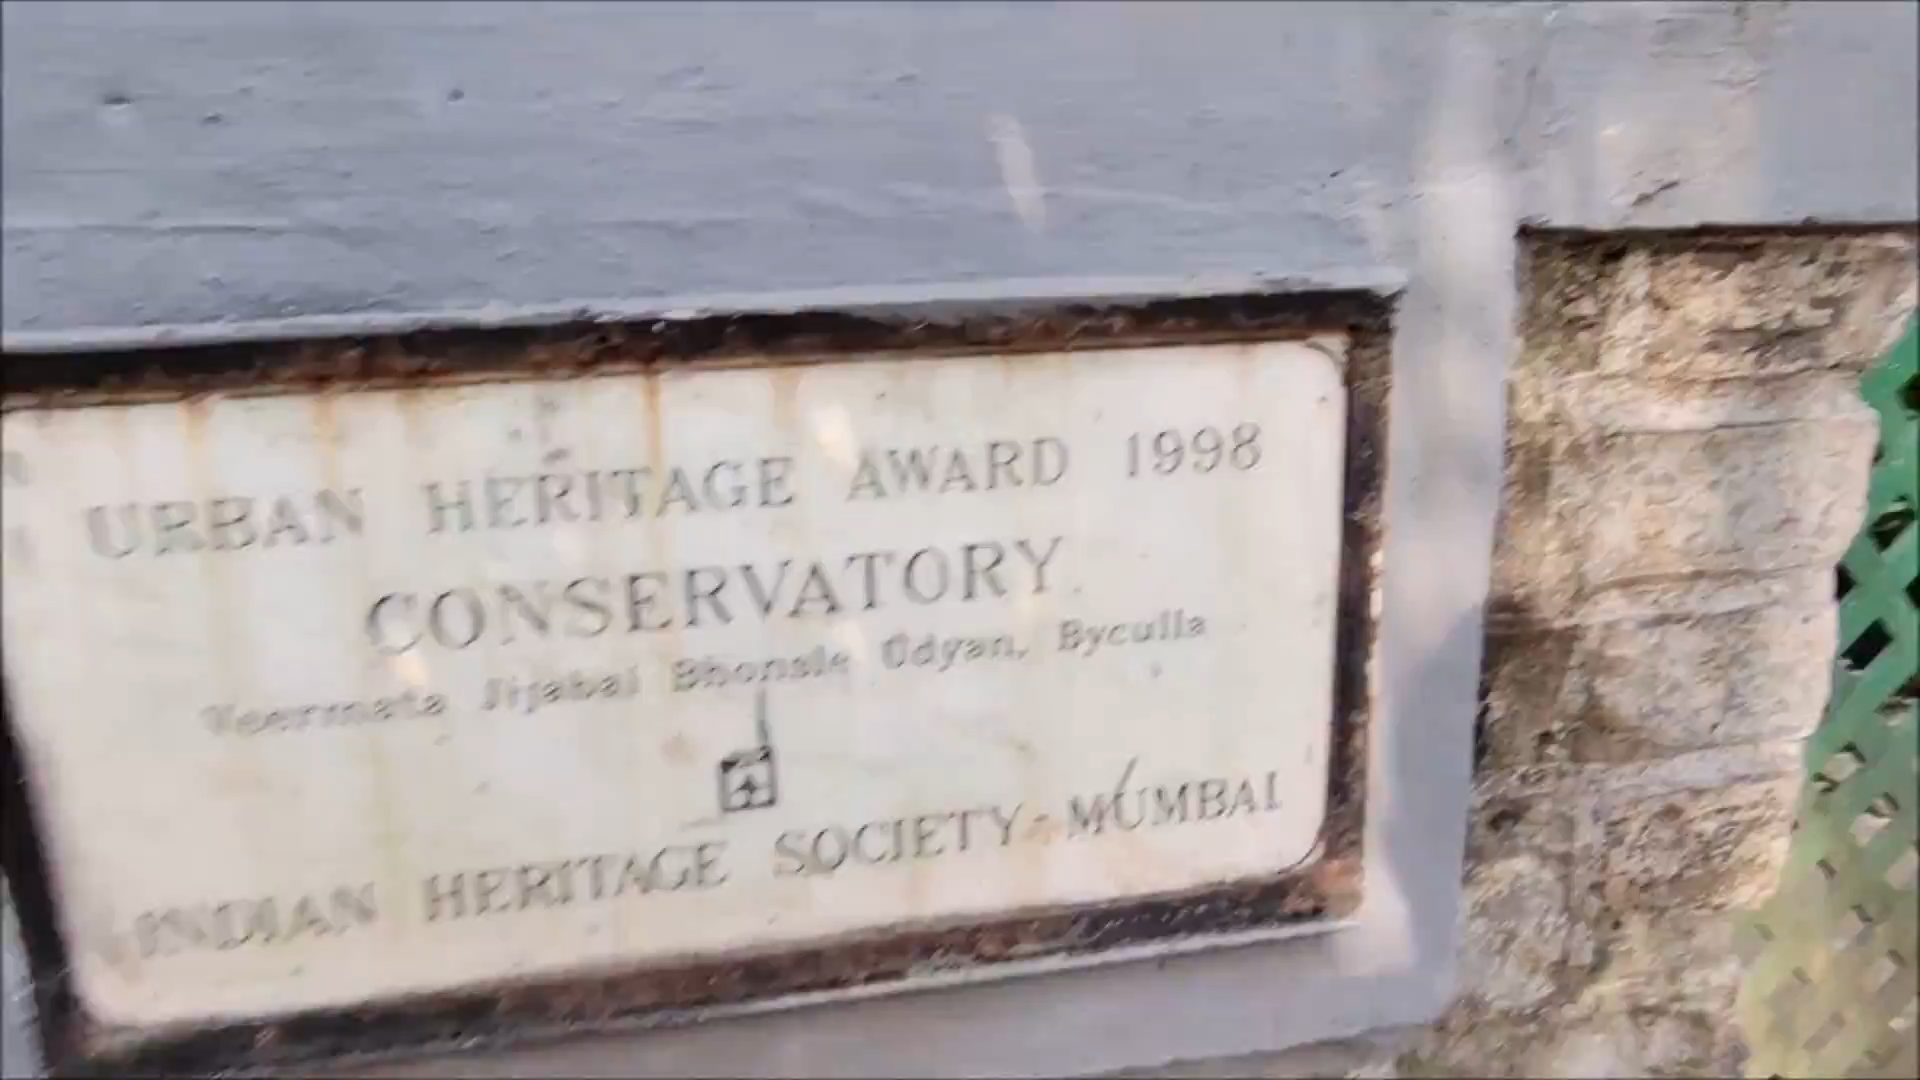 URBAN HERITAGE AWARD 1998
CONSERVATORY
Veermata Jijabai Bhonsle Udyan, Byculla
INDIAN HERITAGE SOCIETY-MUMBAI